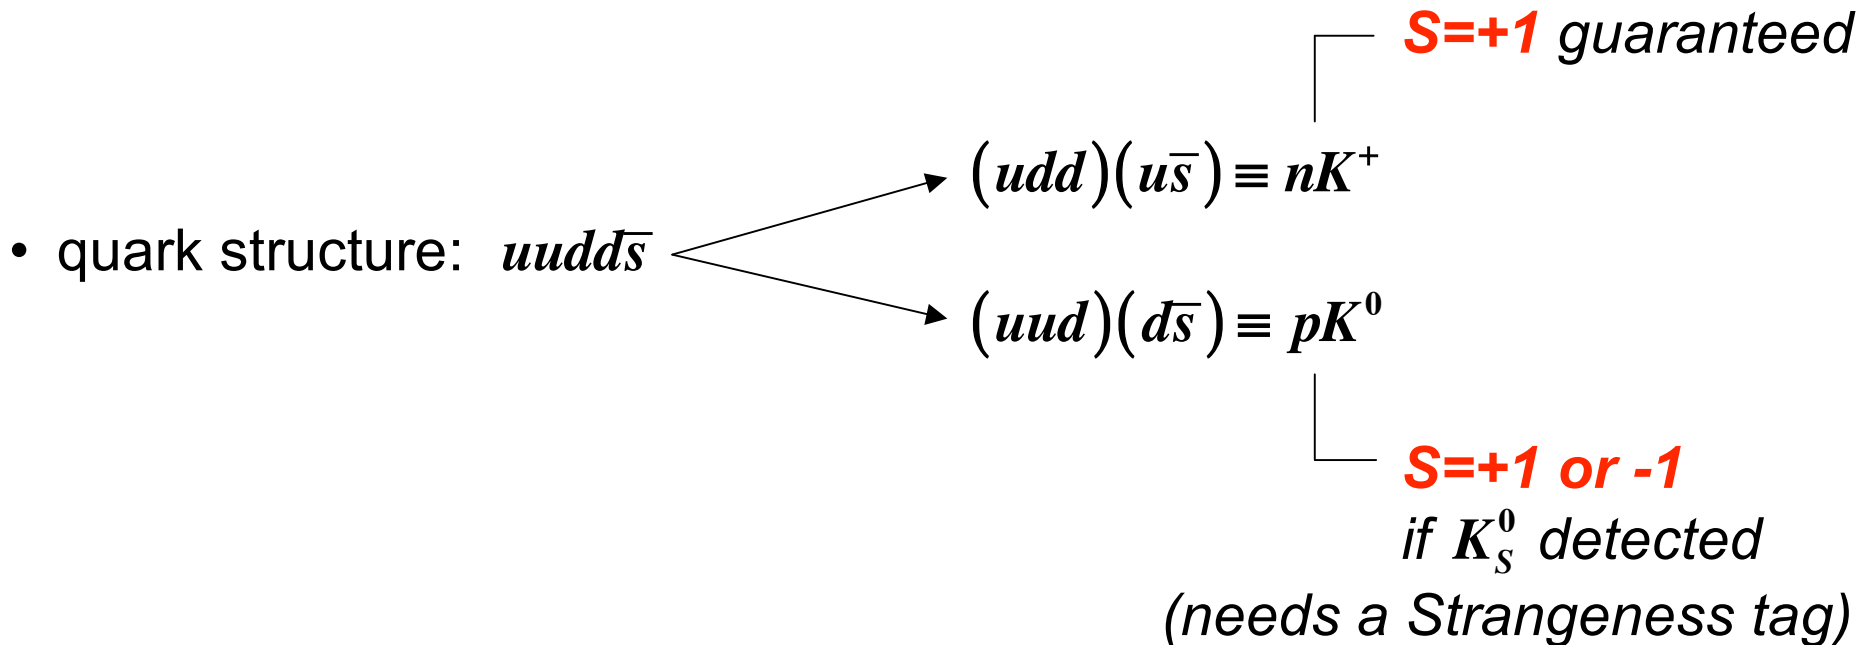 S=+1 guaranteed
(udd)(us̅) ≡ nK⁺
• quark structure: uudds̅
(uud)(ds̅) ≡ pK⁰
S=+1 or -1
if K⁰_S detected
(needs a Strangeness tag)